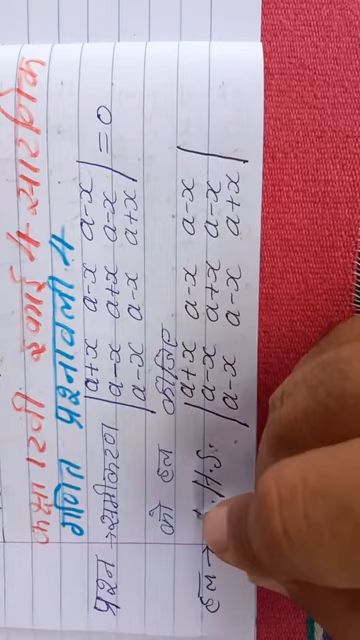 कक्षा 12वी इकाई 4 सारणिक
गणित प्रश्नावली 4
प्रश्न → समीकरण | a+x a-x a-x |
| a-x a+x a-x | = 0
| a-x a-x a+x |
को हल कीजिए
हल → .H.S. | a+x a-x a-x |
| a-x a+x a-x |
| a-x a-x a+x |